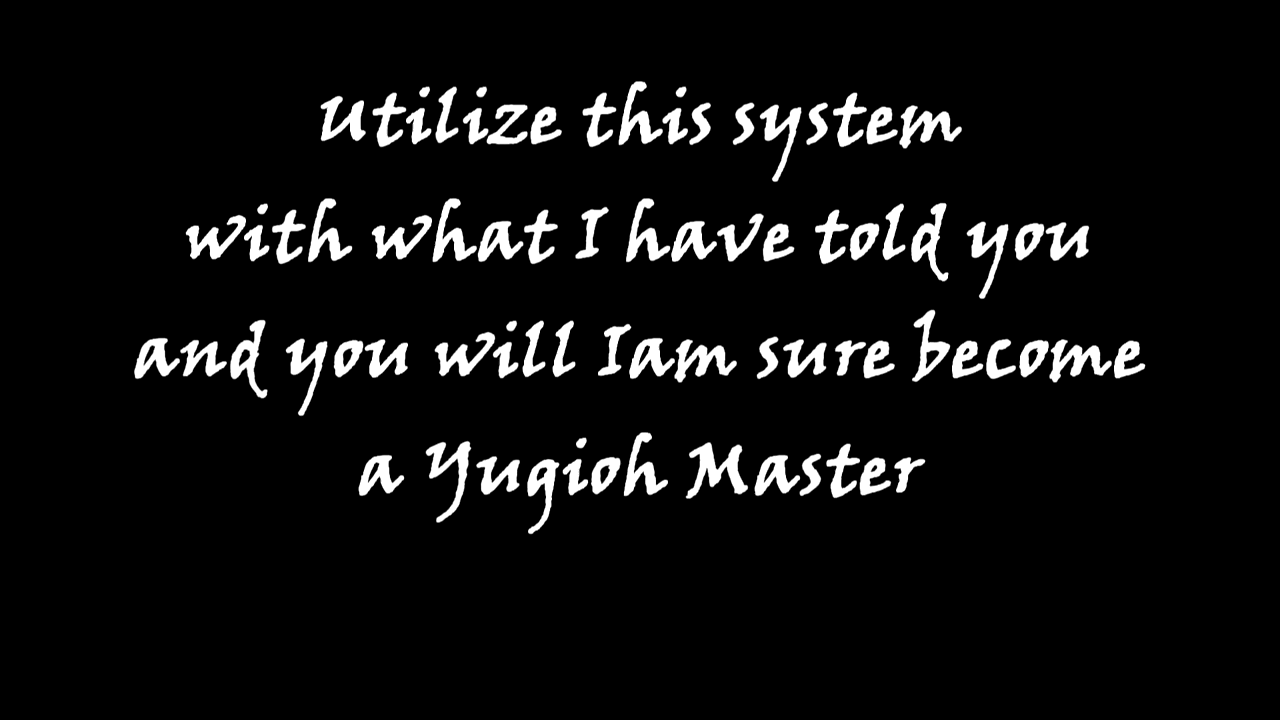 Utilize this system
with what I have told you
and you will Iam sure become
a Yugioh Master